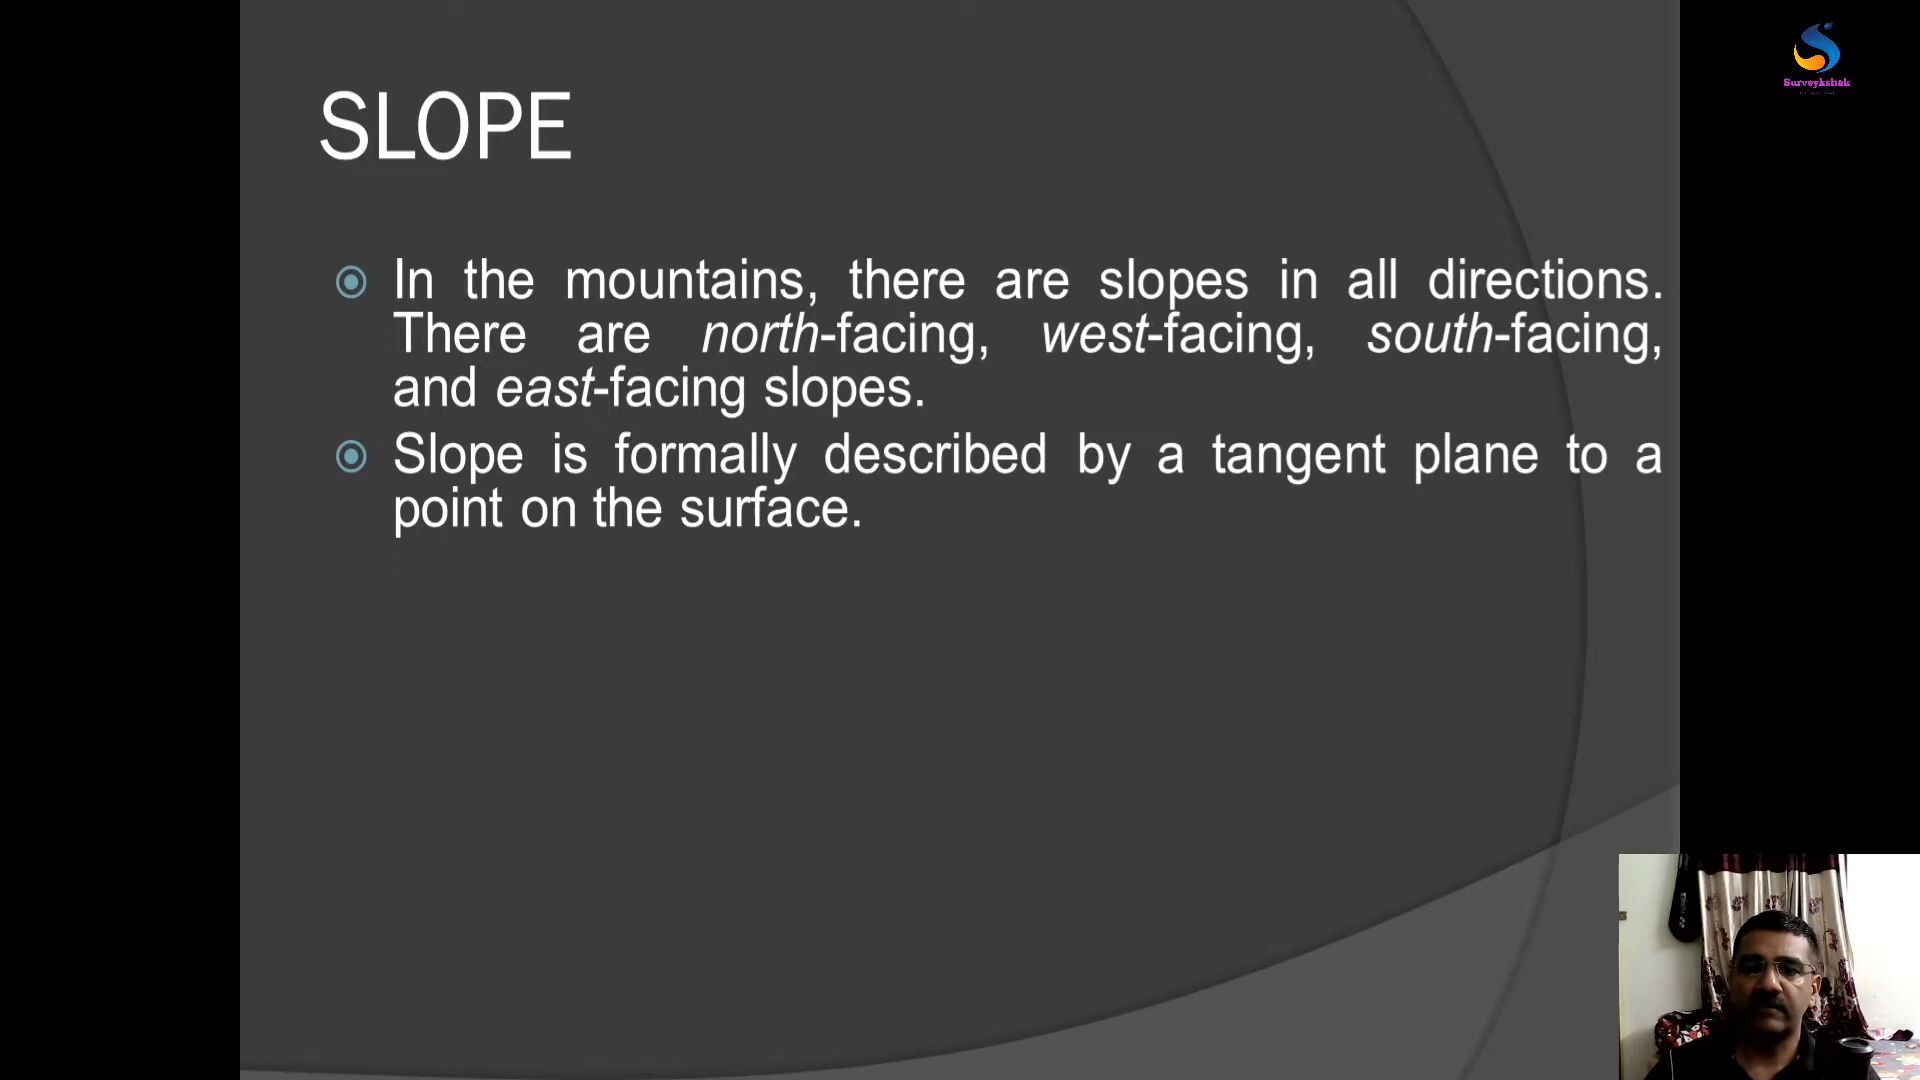 Surveykshak
SLOPE
In the mountains, there are slopes in all directions.
There are north-facing, west-facing, south-facing,
and east-facing slopes.
Slope is formally described by a tangent plane to a
point on the surface.